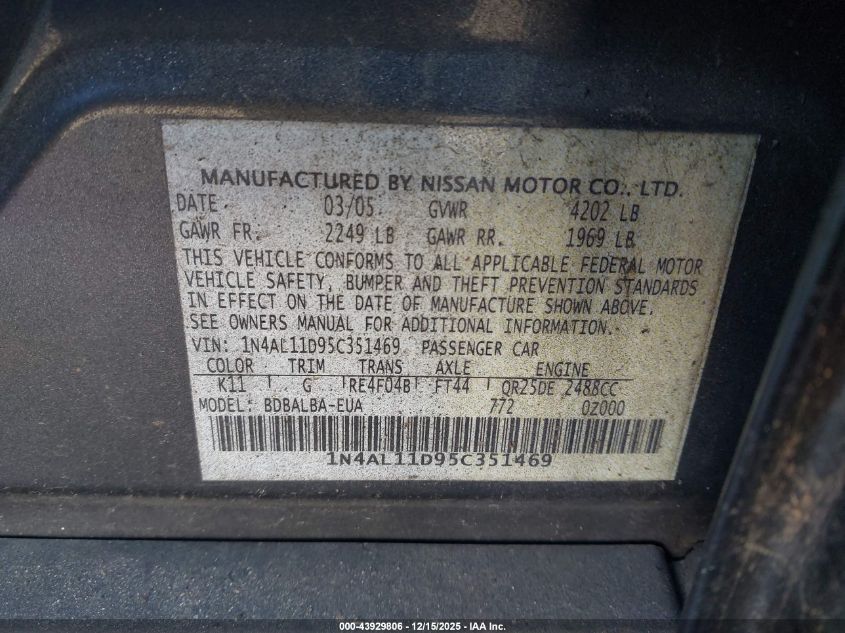 MANUFACTURED BY NISSAN MOTOR CO., LTD.
DATE 03/05 GVWR 4202 LB
GAWR FR. 2249 LB GAWR RR. 1969 LB
THIS VEHICLE CONFORMS TO ALL APPLICABLE FEDERAL MOTOR
VEHICLE SAFETY, BUMPER AND THEFT PREVENTION STANDARDS
IN EFFECT ON THE DATE OF MANUFACTURE SHOWN ABOVE.
SEE OWNERS MANUAL FOR ADDITIONAL INFORMATION.
VIN: 1N4AL11D95C351469 PASSENGER CAR
COLOR TRIM TRANS AXLE ENGINE
K11 G RE4F04B FT44 QR25DE 2488CC
MODEL: BDBALBA-EUA 772 0Z000
1N4AL11D95C351469
000-43929806 - 12/15/2025 - IAA Inc.